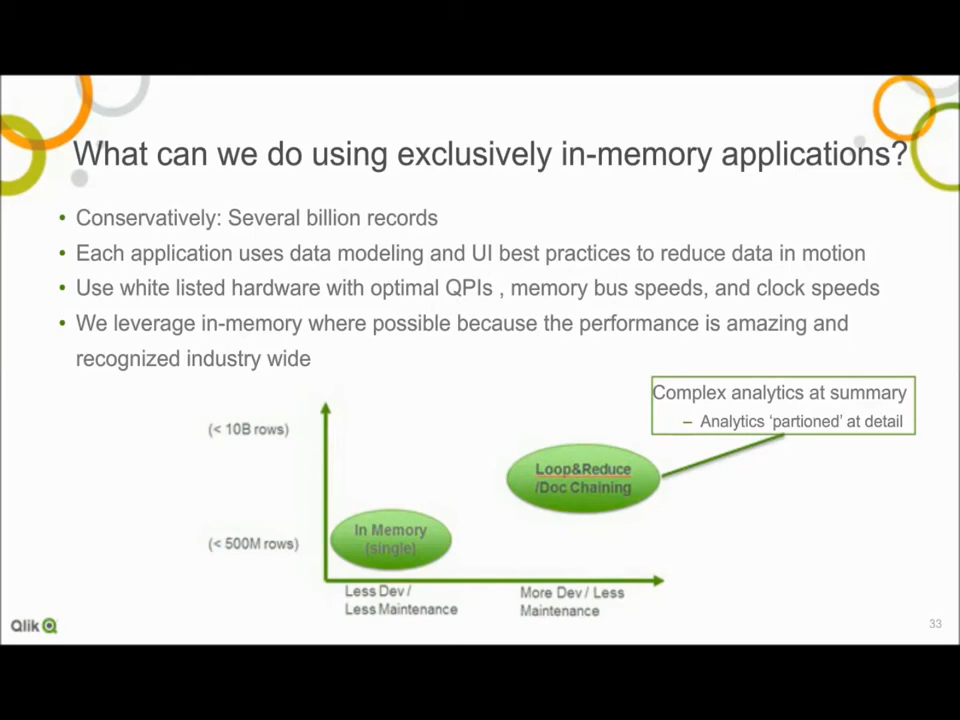 What can we do using exclusively in-memory applications?
• Conservatively: Several billion records
• Each application uses data modeling and UI best practices to reduce data in motion
• Use white listed hardware with optimal QPIs , memory bus speeds, and clock speeds
• We leverage in-memory where possible because the performance is amazing and
recognized industry wide
Complex analytics at summary
– Analytics ‘partioned’ at detail
(< 10B rows)
Loop&Reduce
/Doc Chaining
In Memory
(single)
(< 500M rows)
Less Dev /
Less Maintenance
More Dev / Less
Maintenance
Qlik
33